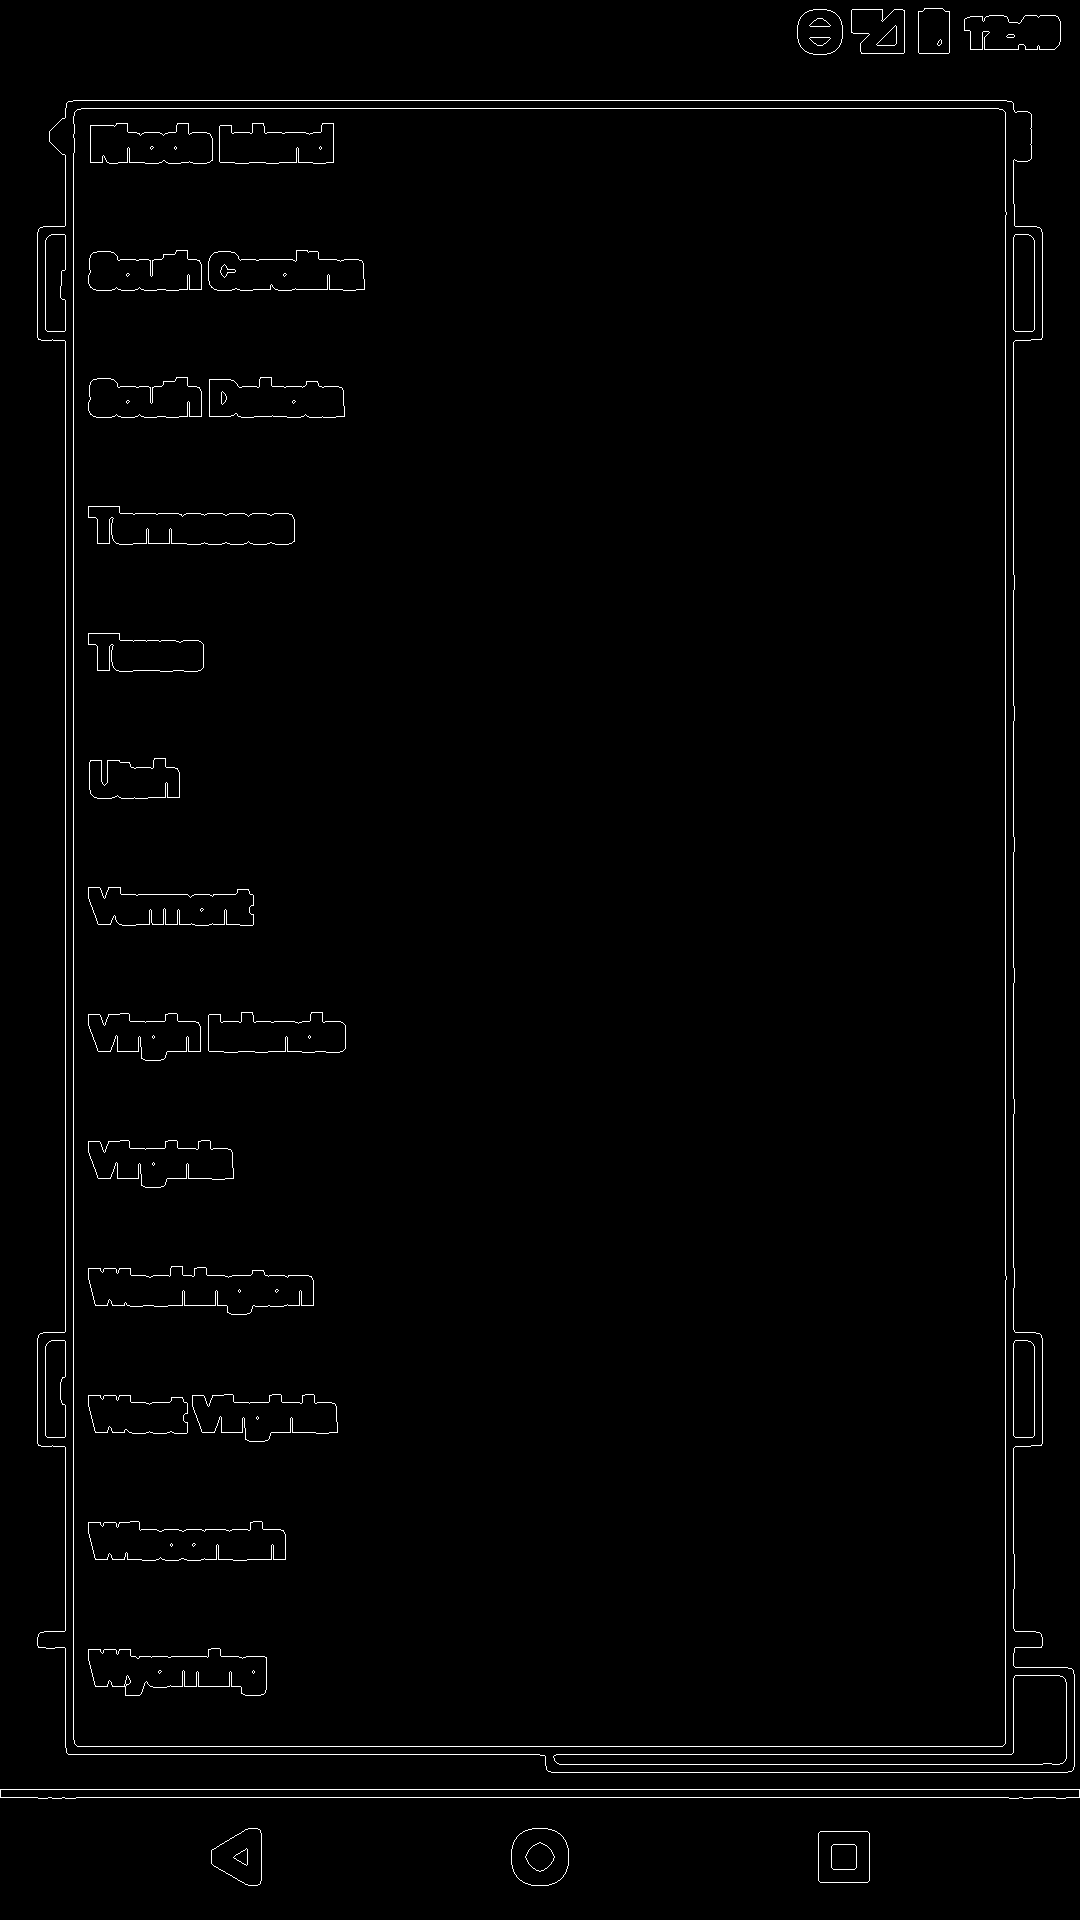 Rhode Island
South Carolina
South Dakota
Tennessee
Texas
Utah
Vermont
Virgin Islands
Virginia
Washington
West Virginia
Wisconsin
Wyoming